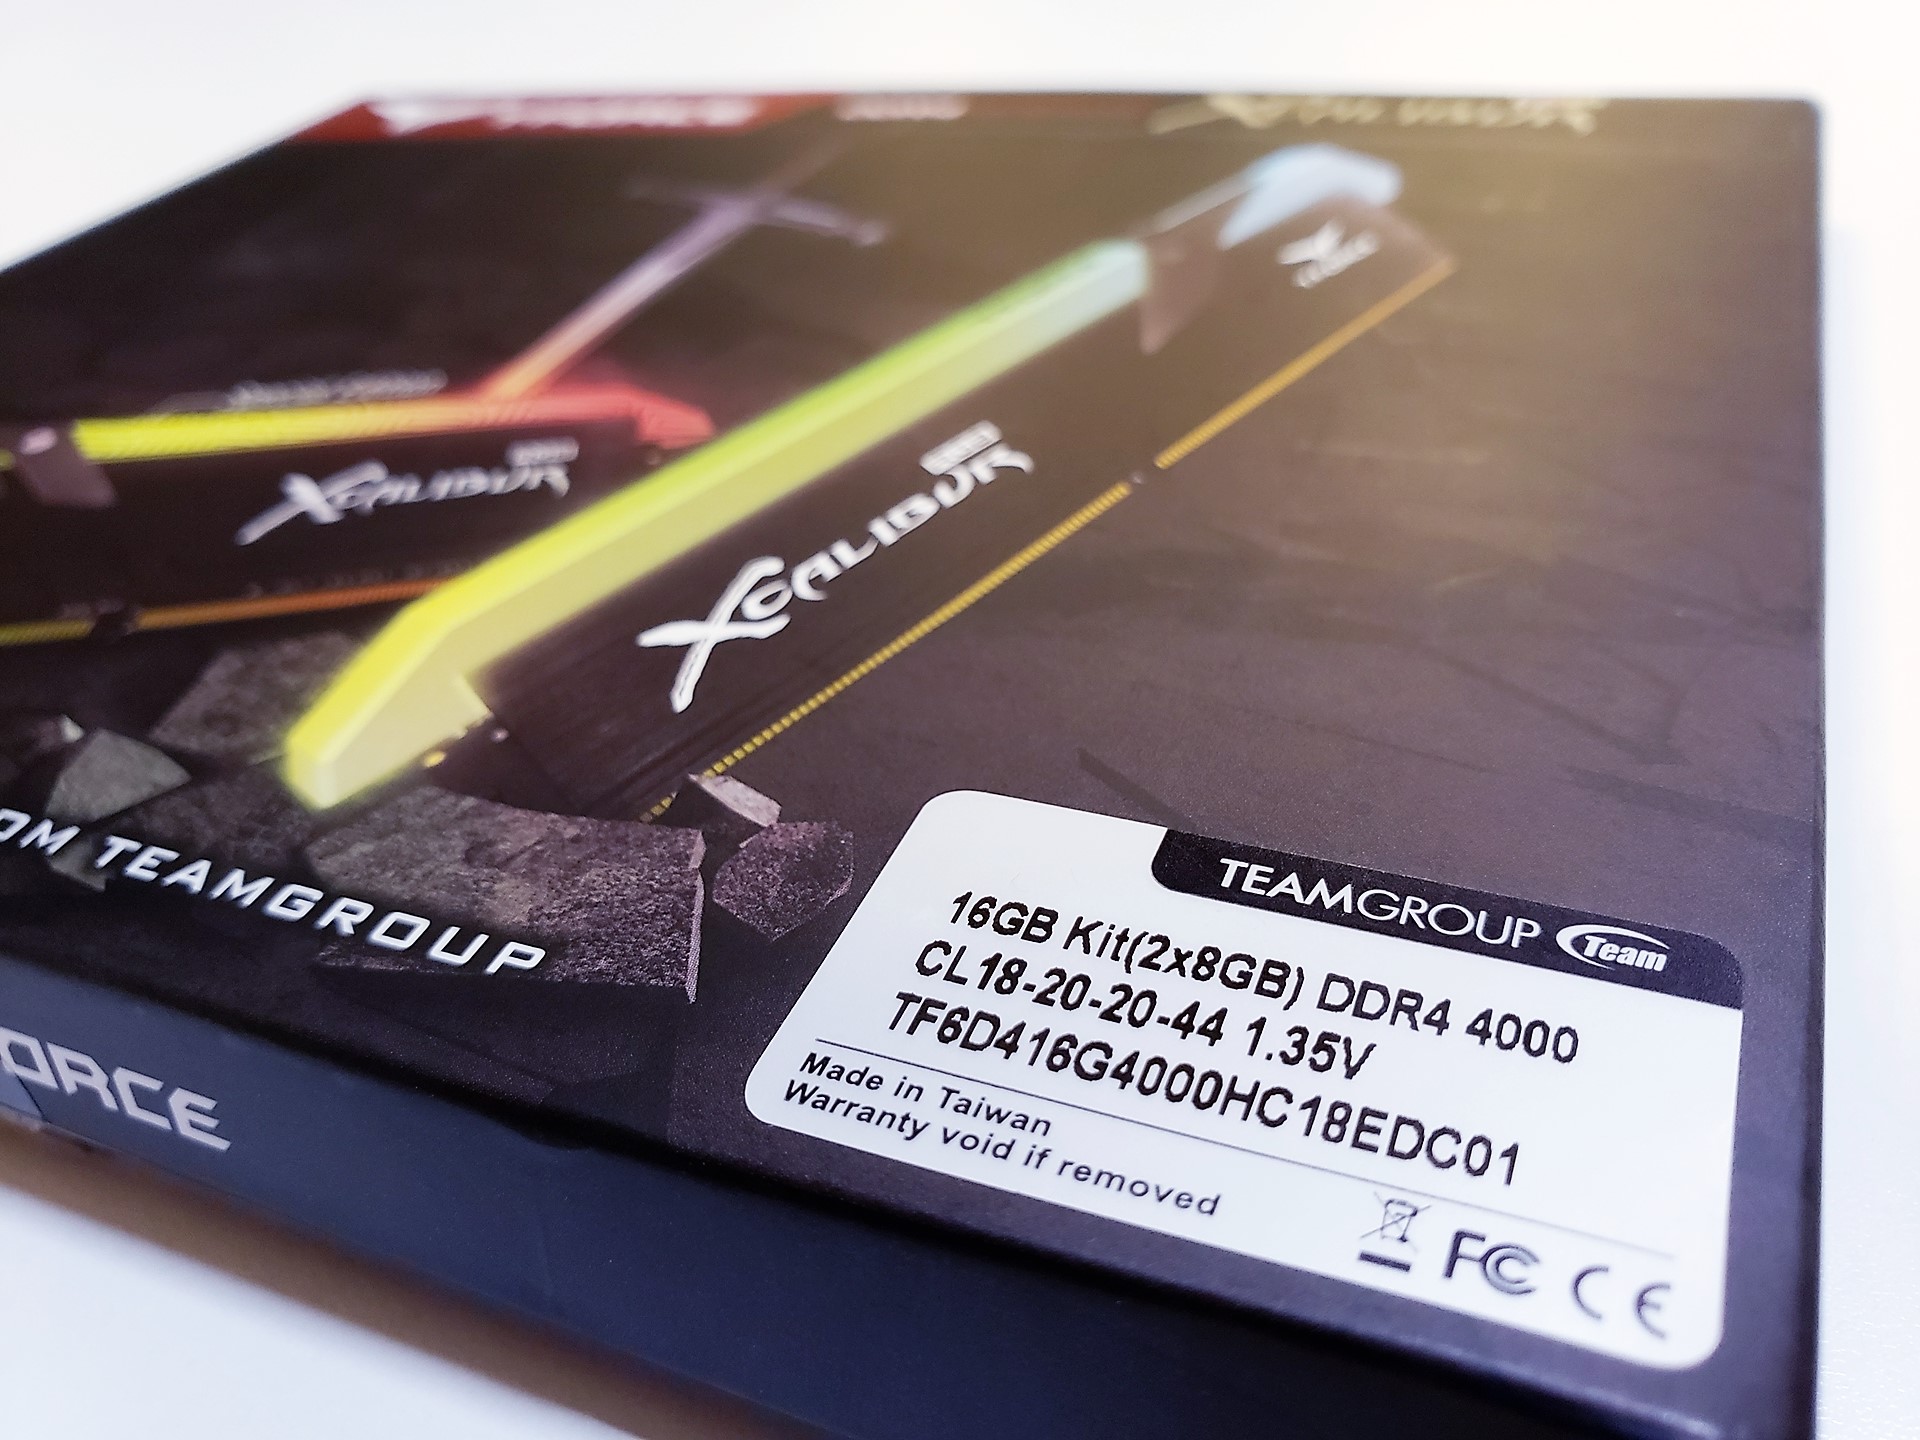 XCALIBUR
XCALIBUR
OM TEAMGROUP
ORCE
TEAMGROUP Team
16GB Kit(2x8GB) DDR4 4000
CL18-20-20-44 1.35V
TF6D416G4000HC18EDC01
Made in Taiwan
Warranty void if removed
FC CE